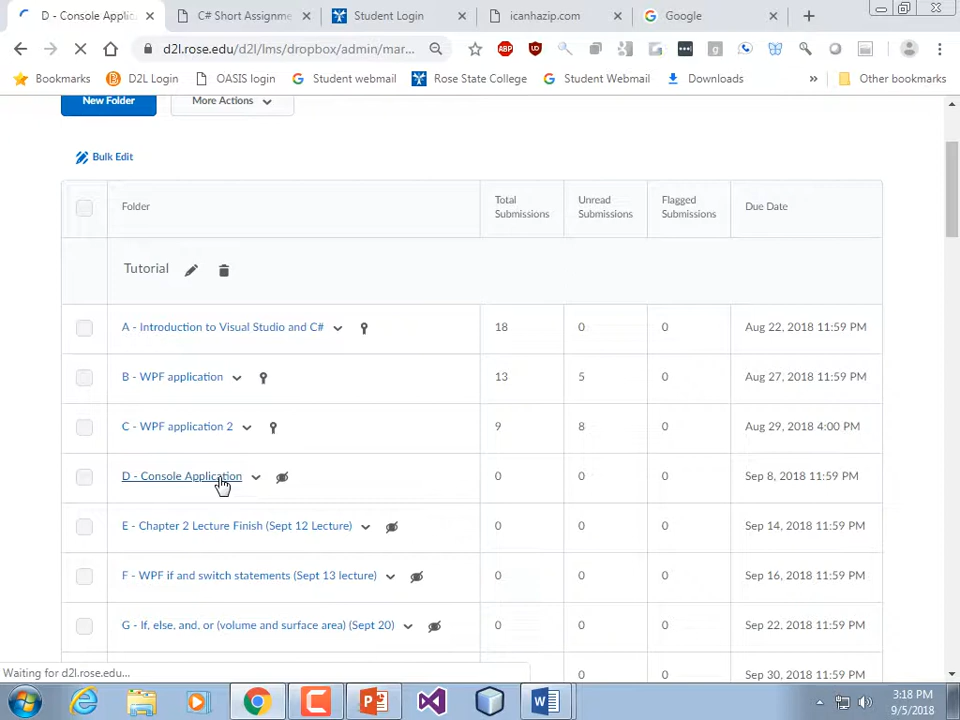 D - Console Applic
C# Short Assignme
Student Login
icanhazip.com
Google
d2l.rose.edu/d2l/lms/dropbox/admin/mar...
ABP
Bookmarks
D2L Login
OASIS login
Student webmail
Rose State College
Student Webmail
Downloads
»
Other bookmarks
New Folder
More Actions
Bulk Edit
Folder
Total Submissions
Unread Submissions
Flagged Submissions
Due Date
Tutorial
A - Introduction to Visual Studio and C# 18 0 0 Aug 22, 2018 11:59 PM
B - WPF application 13 5 0 Aug 27, 2018 11:59 PM
C - WPF application 2 9 8 0 Aug 29, 2018 4:00 PM
D - Console Application 0 0 0 Sep 8, 2018 11:59 PM
E - Chapter 2 Lecture Finish (Sept 12 Lecture) 0 0 0 Sep 14, 2018 11:59 PM
F - WPF if and switch statements (Sept 13 lecture) 0 0 0 Sep 16, 2018 11:59 PM
G - If, else, and, or (volume and surface area) (Sept 20) 0 0 0 Sep 22, 2018 11:59 PM
0 0 Sep 30, 2018 11:59 PM
Waiting for d2l.rose.edu...
3:18 PM
9/5/2018